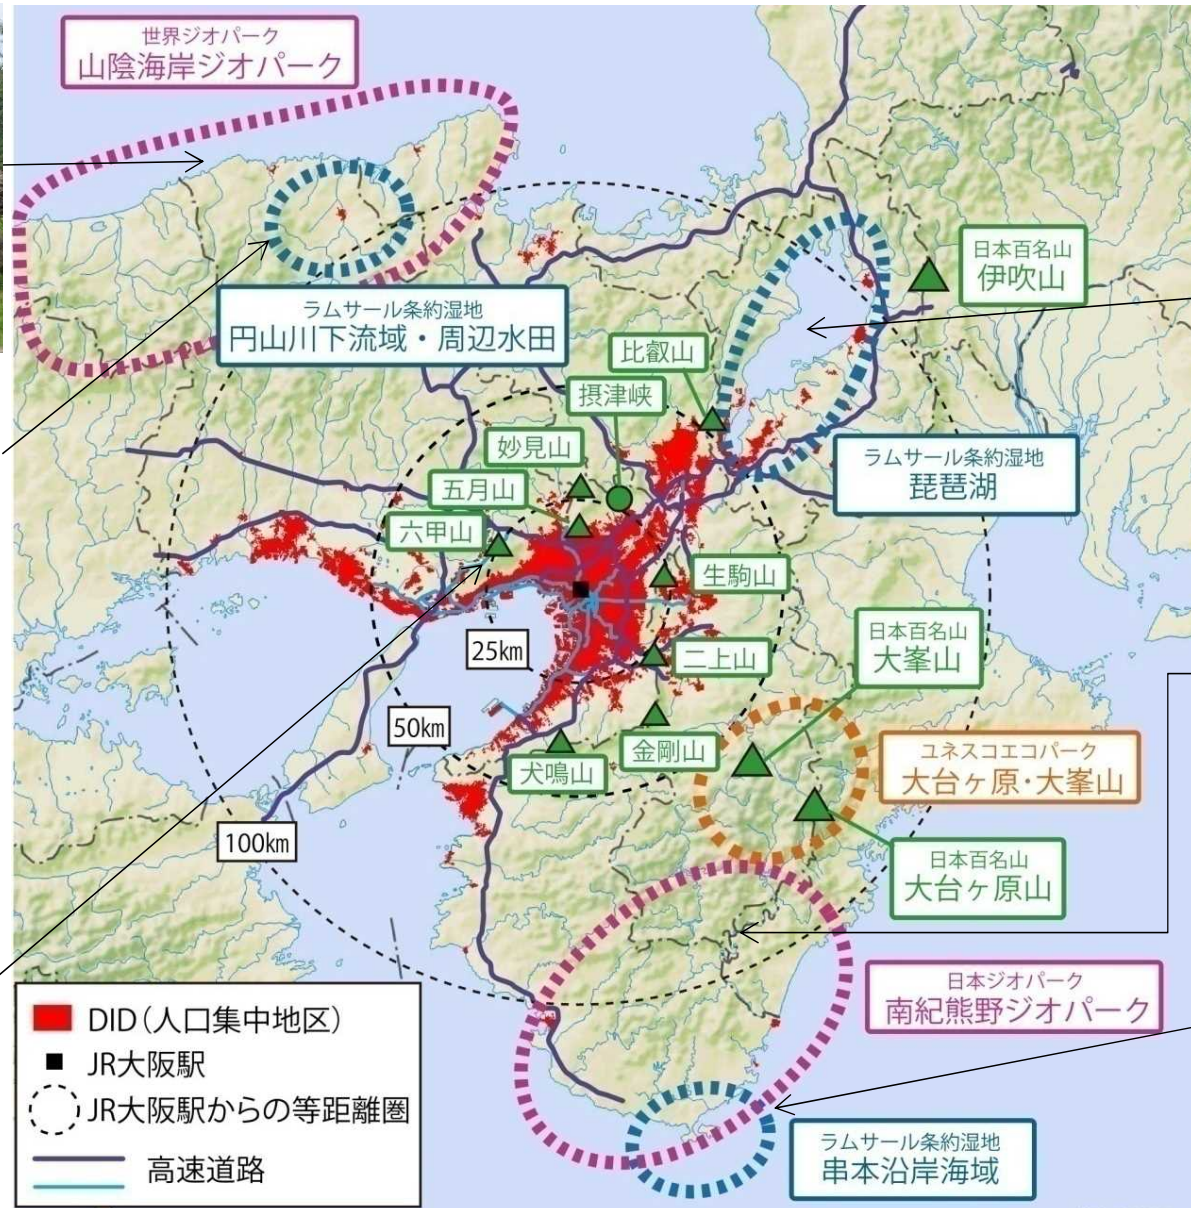 世界ジオパーク
山陰海岸ジオパーク
日本百名山
伊吹山
ラムサール条約湿地
円山川下流域・周辺水田
比叡山
摂津峡
妙見山
五月山
六甲山
ラムサール条約湿地
琵琶湖
生駒山
日本百名山
大峯山
25km
二上山
50km
金剛山
犬鳴山
ユネスコエコパーク
大台ヶ原・大峯山
100km
日本百名山
大台ヶ原山
日本ジオパーク
南紀熊野ジオパーク
DID（人口集中地区）
JR大阪駅
JR大阪駅からの等距離圏
高速道路
ラムサール条約湿地
串本沿岸海域